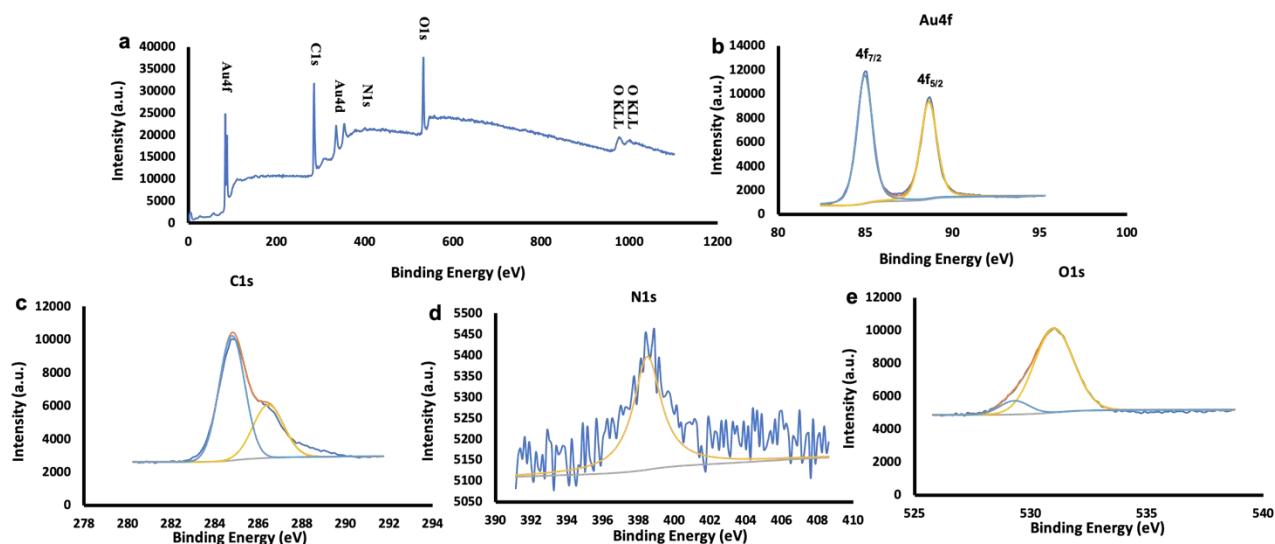 a
40000
35000
30000
25000
20000
15000
10000
5000
0
Intensity (a.u.)
Au4f
C1s
Au4d
N1s
O1s
O KLL
O KLL
0 200 400 600 800 1000 1200
Binding Energy (eV)
Au4f
b
14000
12000
10000
8000
6000
4000
2000
0
Intensity (a.u.)
4f7/2
4f5/2
80 85 90 95 100
Binding Energy (eV)
C1s
c
12000
10000
8000
6000
4000
2000
0
Intensity (a.u.)
278 280 282 284 286 288 290 292 294
Binding Energy (eV)
N1s
d
5500
5450
5400
5350
5300
5250
5200
5150
5100
5050
Intensity (a.u.)
390 392 394 396 398 400 402 404 406 408 410
Binding Energy (eV)
O1s
e
12000
10000
8000
6000
4000
2000
0
Intensity (a.u.)
525 530 535 540
Binding Energy (eV)